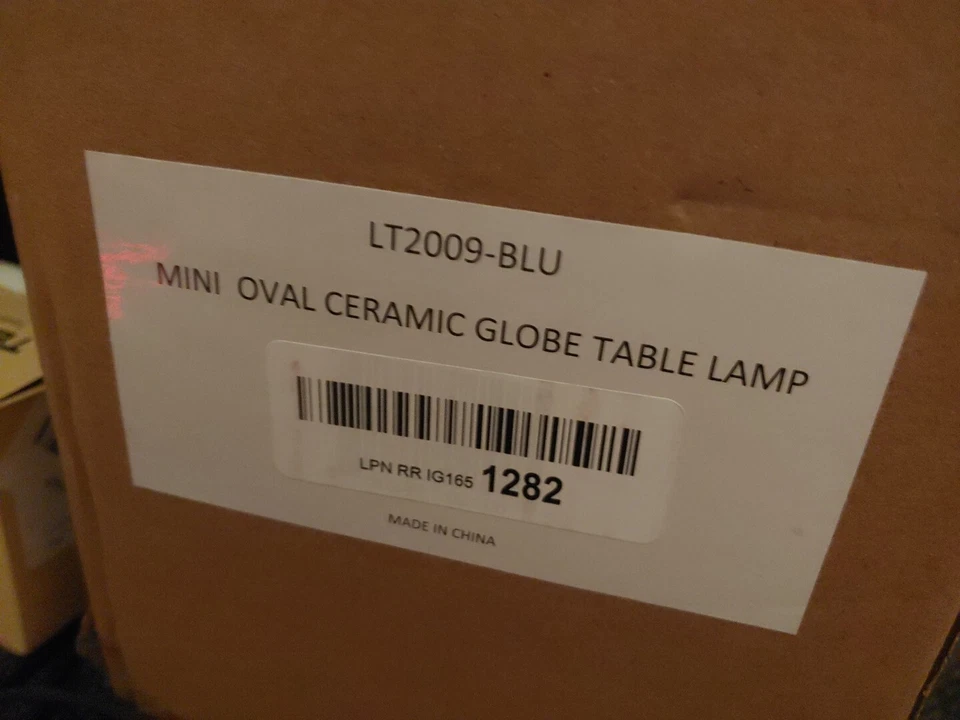 LT2009-BLU
MINI OVAL CERAMIC GLOBE TABLE LAMP
LPN RR IG165 1282
MADE IN CHINA